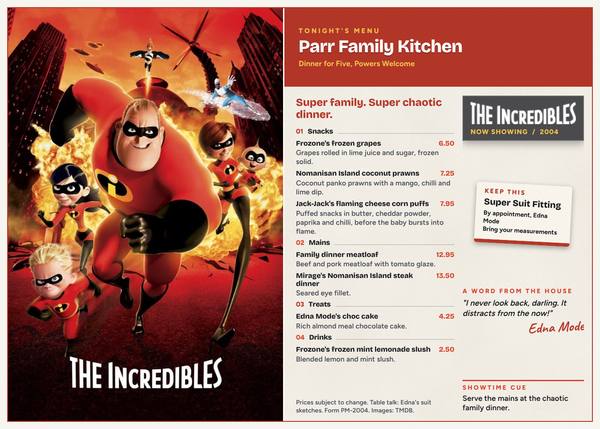 THE INCREDIBLES
TONIGHT'S MENU
Parr Family Kitchen
Dinner for Five, Powers Welcome
Super family. Super chaotic
dinner.
01 Snacks
Frozone's frozen grapes 6.50
Grapes rolled in lime juice and sugar, frozen
solid.
Nomanisan Island coconut prawns 7.25
Coconut panko prawns with a mango, chilli and
lime dip.
Jack-Jack's flaming cheese corn puffs 7.95
Puffed snacks in butter, cheddar powder,
paprika and chilli, before the baby bursts into
flame.
02 Mains
Family dinner meatloaf 12.95
Beef and pork meatloaf with tomato glaze.
Mirage's Nomanisan Island steak 13.50
dinner
Seared eye fillet.
03 Treats
Edna Mode's choc cake 4.25
Rich almond meal chocolate cake.
04 Drinks
Frozone's frozen mint lemonade slush 2.50
Blended lemon and mint slush.
Prices subject to change. Table talk: Edna's suit
sketches. Form PM-2004. Images: TMDB.
THE INCREDIBLES
NOW SHOWING / 2004
KEEP THIS
Super Suit Fitting
By appointment, Edna
Mode
Bring your measurements
A WORD FROM THE HOUSE
"I never look back, darling. It
distracts from the now!"
Edna Mode
SHOWTIME CUE
Serve the mains at the chaotic
family dinner.